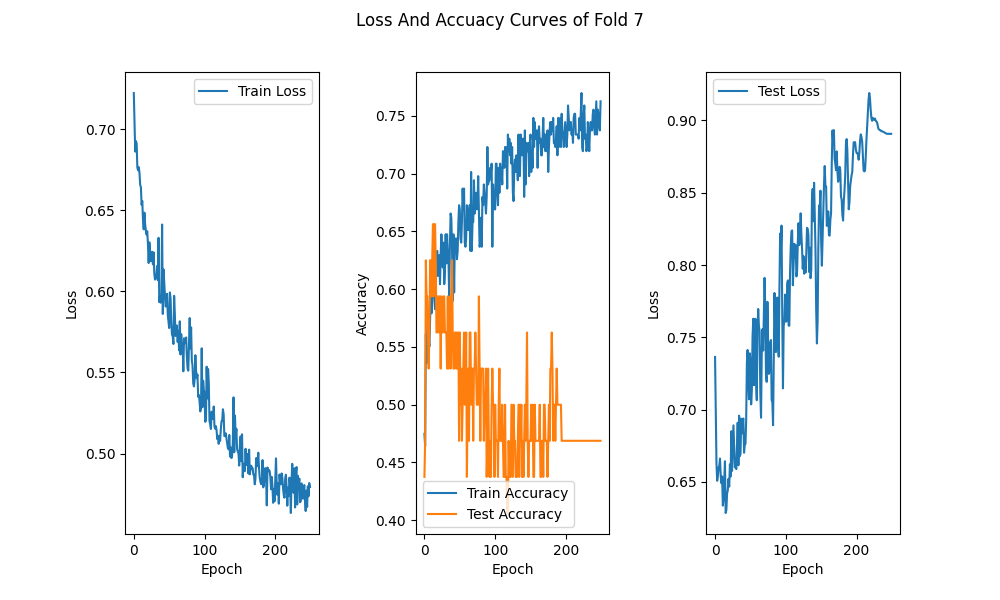 Loss And Accuacy Curves of Fold 7
Train Loss
0.70
0.65
0.60
0.55
0.50
Loss
0 100 200
Epoch
0.75
0.70
0.65
0.60
0.55
0.50
0.45
0.40
Accuracy
Train Accuracy
Test Accuracy
0 100 200
Epoch
Test Loss
0.90
0.85
0.80
0.75
0.70
0.65
Loss
0 100 200
Epoch